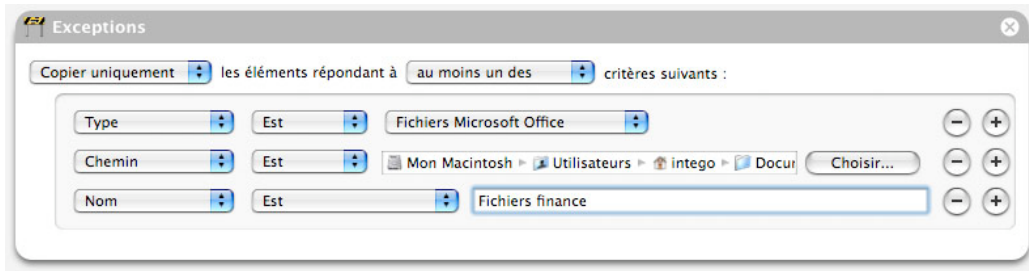 Exceptions
Copier uniquement les éléments répondant à au moins un des critères suivants :
Type Est Fichiers Microsoft Office
Chemin Est Mon Macintosh Utilisateurs intego Docur Choisir...
Nom Est Fichiers finance